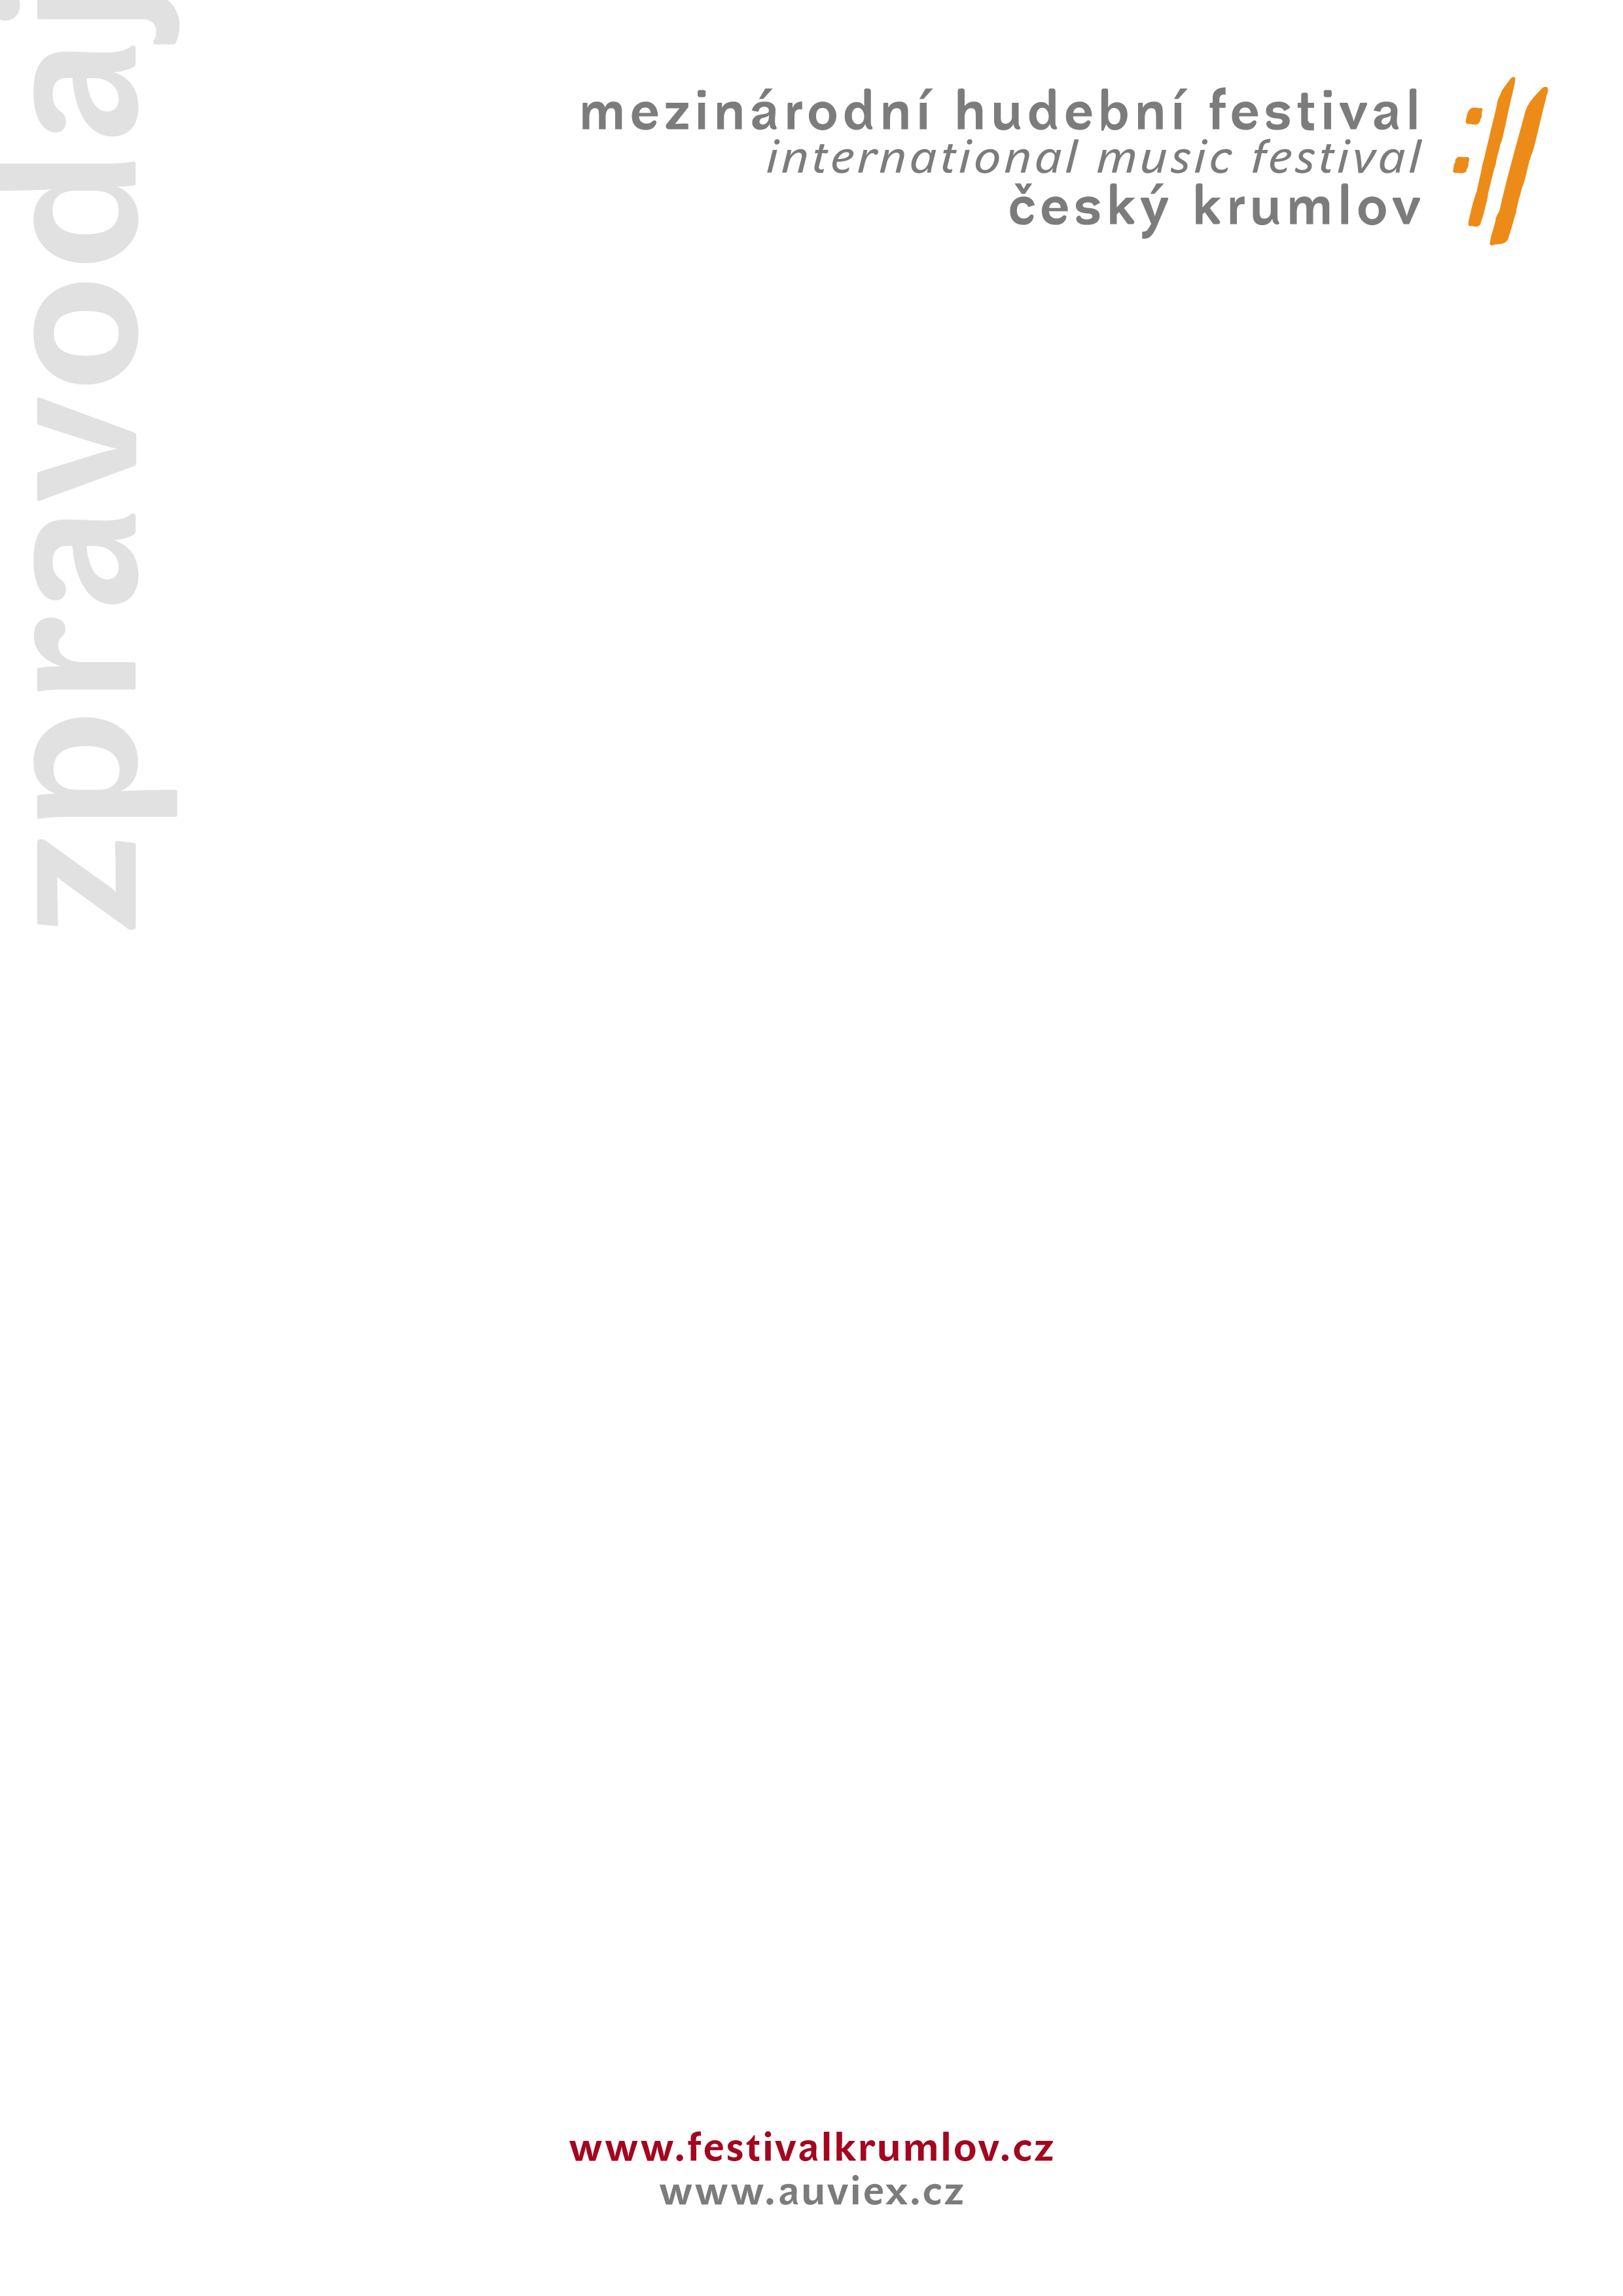 zpravodaj
mezinárodní hudební festival
international music festival
český krumlov
www.festivalkrumlov.cz
www.auviex.cz